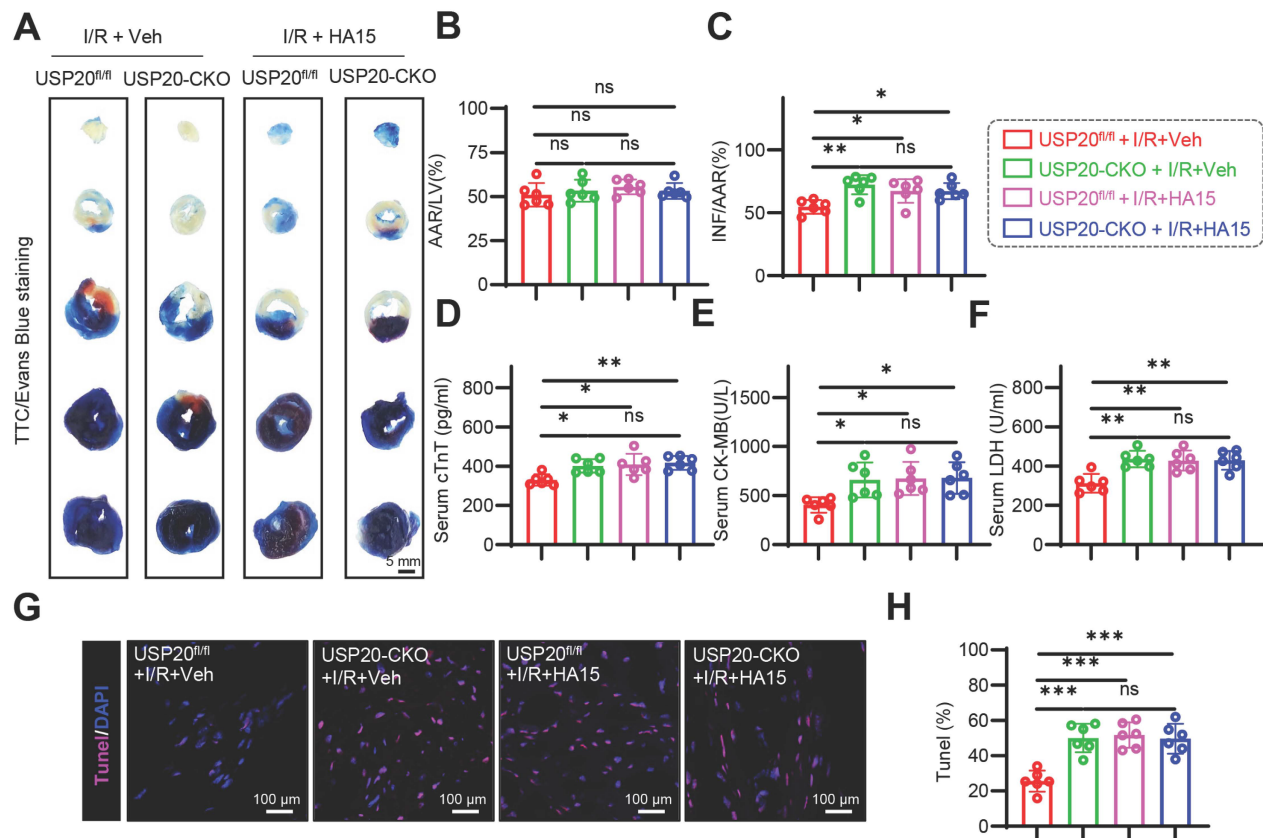 A
I/R + Veh
I/R + HA15
USP20fl/fl
USP20-CKO
USP20fl/fl
USP20-CKO
TTC/Evans Blue staining
5 mm
B
AAR/LV(%)
100
75
50
25
0
ns
ns
ns
ns
C
INF/AAR(%)
100
50
0
*
*
**
ns
USP20fl/fl + I/R+Veh
USP20-CKO + I/R+Veh
USP20fl/fl + I/R+HA15
USP20-CKO + I/R+HA15
D
Serum cTnT (pg/ml)
800
600
400
200
0
**
*
*
ns
E
Serum CK-MB(U/L)
1500
1000
500
0
*
*
*
ns
F
Serum LDH (U/ml)
800
600
400
200
0
**
**
**
ns
G
Tunel/DAPI
USP20fl/fl
+I/R+Veh
100 μm
USP20-CKO
+I/R+Veh
100 μm
USP20fl/fl
+I/R+HA15
100 μm
USP20-CKO
+I/R+HA15
100 μm
H
Tunel (%)
100
80
60
40
20
0
***
***
***
ns